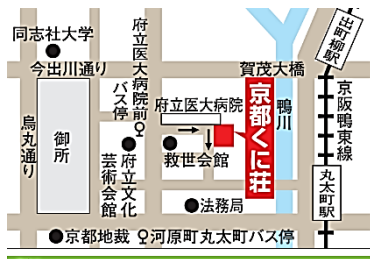 同志社大学
今出川通り
烏丸通り
御所
府立医大病院前
バス停
府立文化
芸術会館
府立医大病院
救世会館
京都くに荘
賀茂大橋
鴨川
出町柳駅
京阪鴨東線
丸太町駅
法務局
京都地裁
河原町丸太町バス停